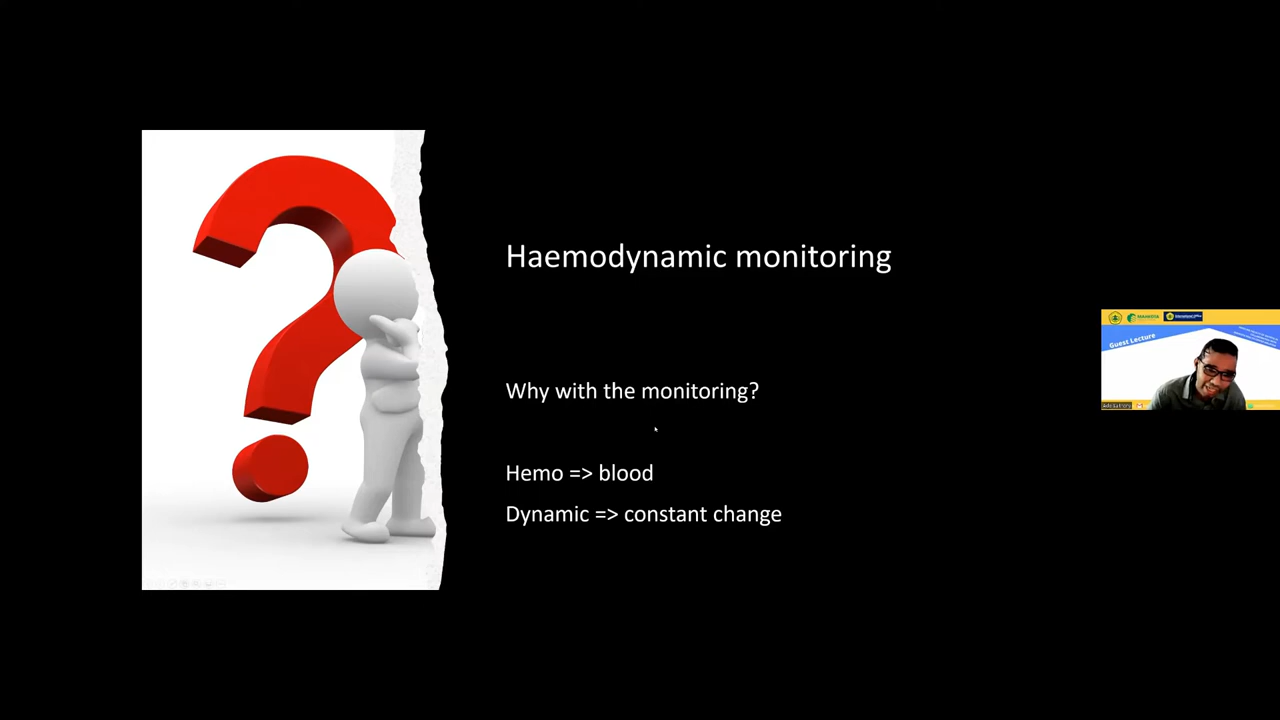 Haemodynamic monitoring
Why with the monitoring?
Hemo => blood
Dynamic => constant change
Guest Lecture